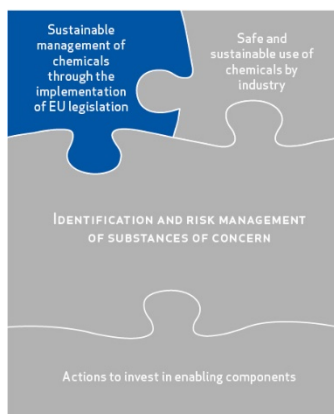 Sustainable
management of
chemicals
through the
implementation
of EU legislation
Safe and
sustainable use of
chemicals by
industry
IDENTIFICATION AND RISK MANAGEMENT
OF SUBSTANCES OF CONCERN
Actions to invest in enabling components